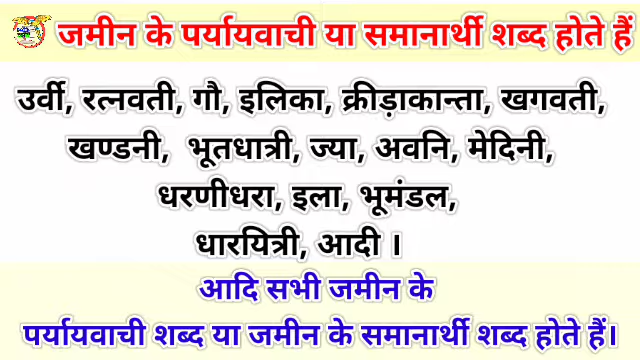 जमीन के पर्यायवाची या समानार्थी शब्द होते हैं
उर्वी, रत्नवती, गौ, इलिका, क्रीड़ाकान्ता, खगवती,
खण्डनी, भूतधात्री, ज्या, अवनि, मेदिनी,
धरणीधरा, इला, भूमंडल,
धारयित्री, आदी ।
आदि सभी जमीन के
पर्यायवाची शब्द या जमीन के समानार्थी शब्द होते हैं।